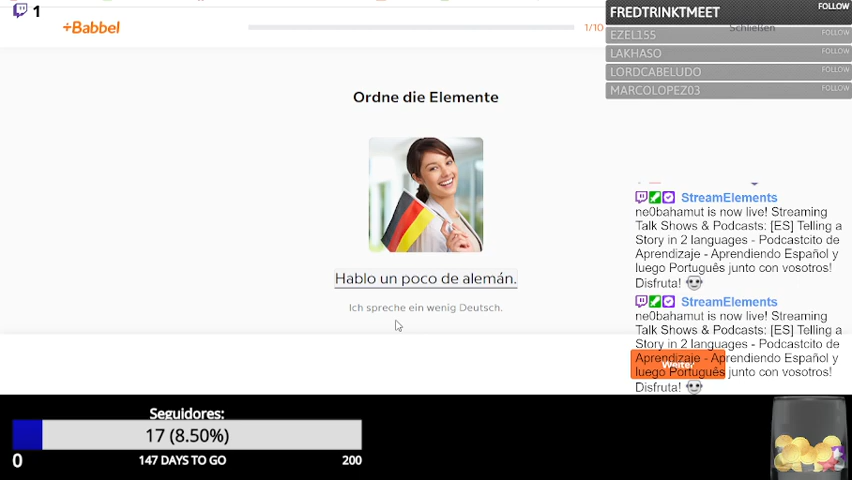 1
+Babbel
1/10
Schließen
FREDTRINKTMEET
FOLLOW
EZEL155
FOLLOW
LAKHASO
FOLLOW
LORDCABELUDO
FOLLOW
MARCOLOPEZ03
FOLLOW
Ordne die Elemente
Hablo un poco de alemán.
Ich spreche ein wenig Deutsch.
StreamElements
ne0bahamut is now live! Streaming
Talk Shows & Podcasts: [ES] Telling a
Story in 2 languages - Podcastcito de
Aprendizaje - Aprendiendo Español y
luego Português junto con vosotros!
Disfruta!
StreamElements
ne0bahamut is now live! Streaming
Talk Shows & Podcasts: [ES] Telling a
Story in 2 languages - Podcastcito de
Aprendizaje - Aprendiendo Español y
luego Português junto con vosotros!
Disfruta!
Weiter
Seguidores:
17 (8.50%)
0
147 DAYS TO GO
200